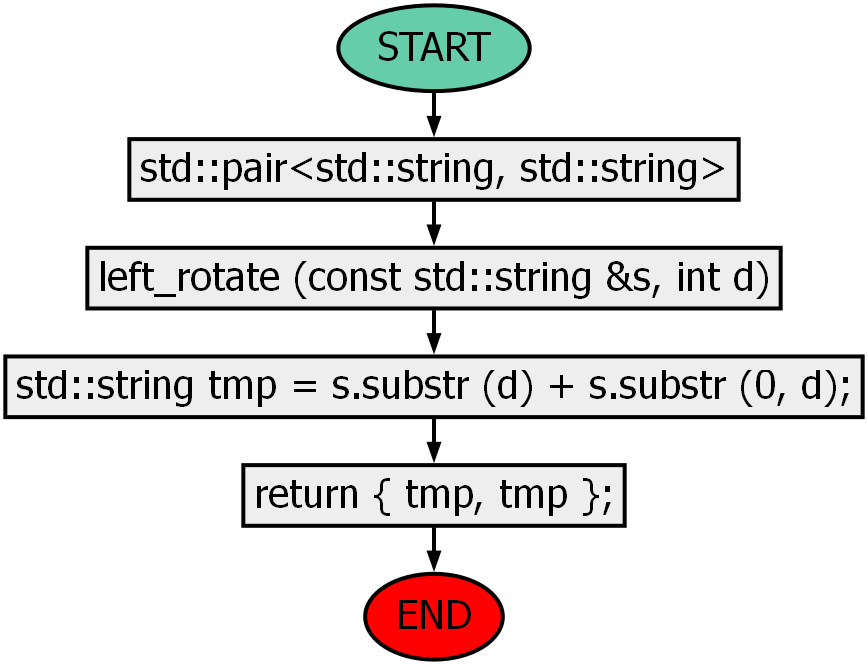 START
std::pair<std::string, std::string>
left_rotate (const std::string &s, int d)
std::string tmp = s.substr (d) + s.substr (0, d);
return { tmp, tmp };
END